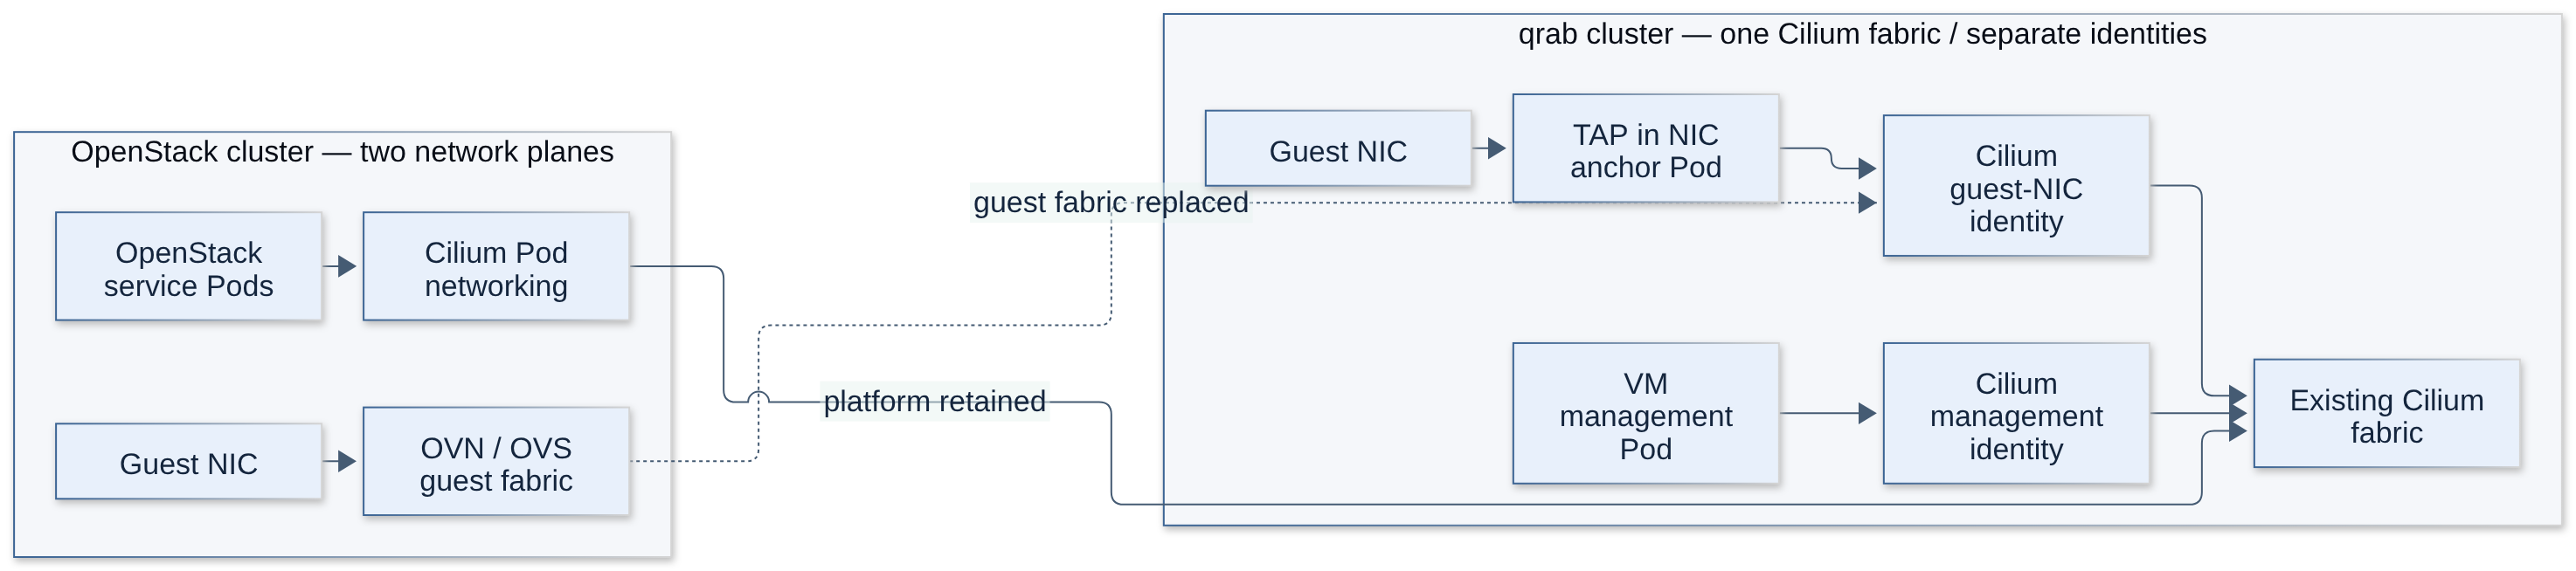 qrab cluster — one Cilium fabric / separate identities
OpenStack cluster — two network planes
Guest NIC
TAP in NIC
anchor Pod
Cilium
guest-NIC
identity
guest fabric replaced
OpenStack
service Pods
Cilium Pod
networking
platform retained
VM
management
Pod
Cilium
management
identity
Existing Cilium
fabric
Guest NIC
OVN / OVS
guest fabric